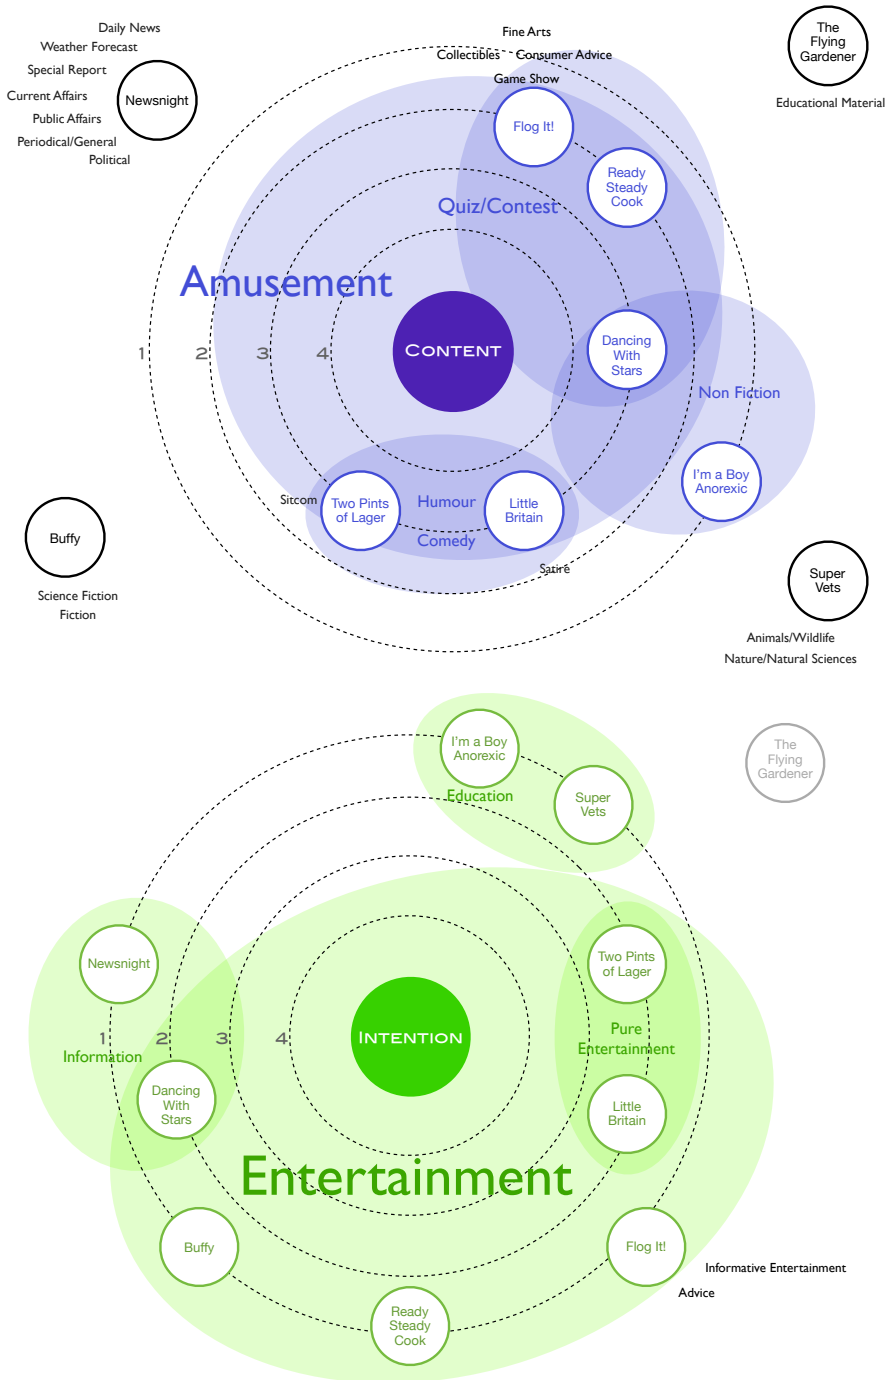 Daily News
Weather Forecast
Special Report
Current Affairs
Public Affairs
Periodical/General
Political
Newsnight
Fine Arts
Collectibles
Consumer Advice
Game Show
The
Flying
Gardener
Educational Material
Flog It!
Ready
Steady
Cook
Quiz/Contest
Amusement
1
2
3
4
CONTENT
Dancing
With
Stars
Non Fiction
I'm a Boy
Anorexic
Sitcom
Two Pints
of Lager
Humour
Comedy
Little
Britain
Satire
Buffy
Science Fiction
Fiction
Super
Vets
Animals/Wildlife
Nature/Natural Sciences
I'm a Boy
Anorexic
Education
Super
Vets
The
Flying
Gardener
Newsnight
1
2
3
4
Information
Dancing
With
Stars
INTENTION
Two Pints
of Lager
Pure
Entertainment
Little
Britain
Entertainment
Buffy
Ready
Steady
Cook
Flog It!
Informative Entertainment
Advice